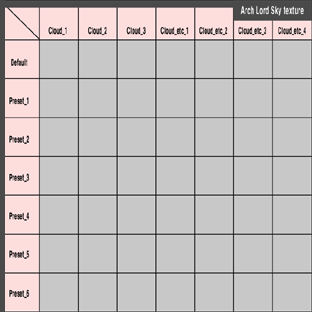 Arch Lord Sky texture
Cloud_1 Cloud_2 Cloud_3 Cloud_etc_1 Cloud_etc_2 Cloud_etc_3 Cloud_etc_4
Default
Preset_1
Preset_2
Preset_3
Preset_4
Preset_5
Preset_6